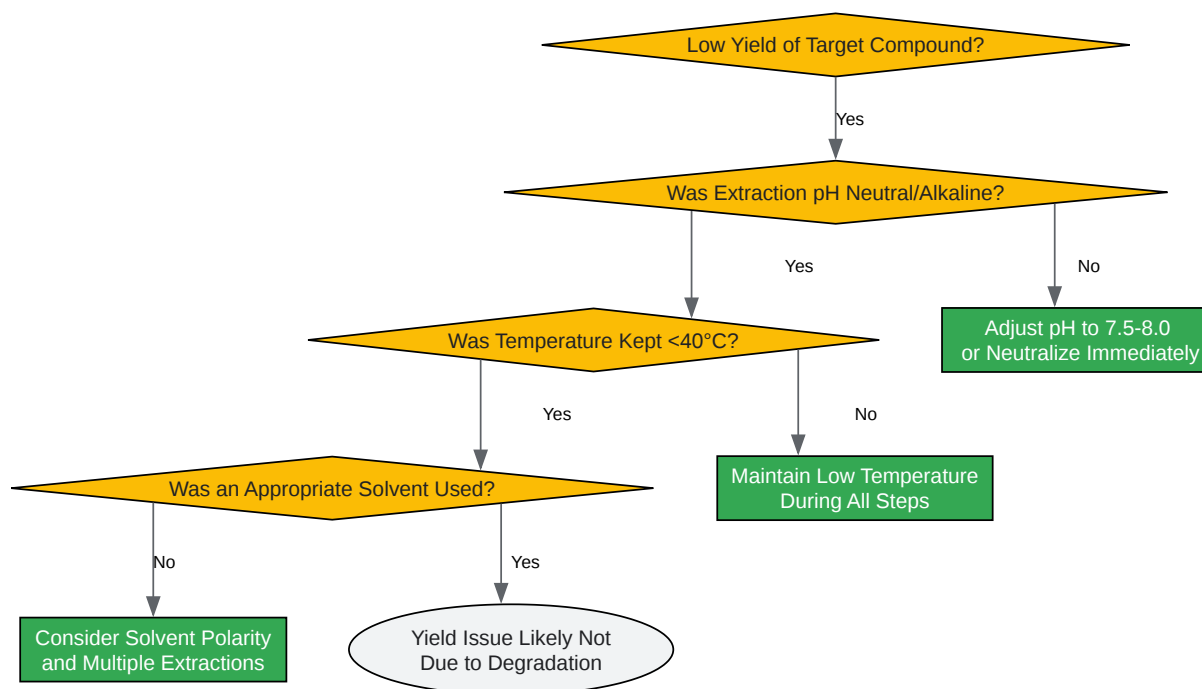 Low Yield of Target Compound?
Yes
Was Extraction pH Neutral/Alkaline?
Yes
No
Adjust pH to 7.5-8.0
or Neutralize Immediately
Was Temperature Kept <40°C?
Yes
No
Maintain Low Temperature
During All Steps
Was an Appropriate Solvent Used?
No
Yes
Consider Solvent Polarity
and Multiple Extractions
Yield Issue Likely Not
Due to Degradation